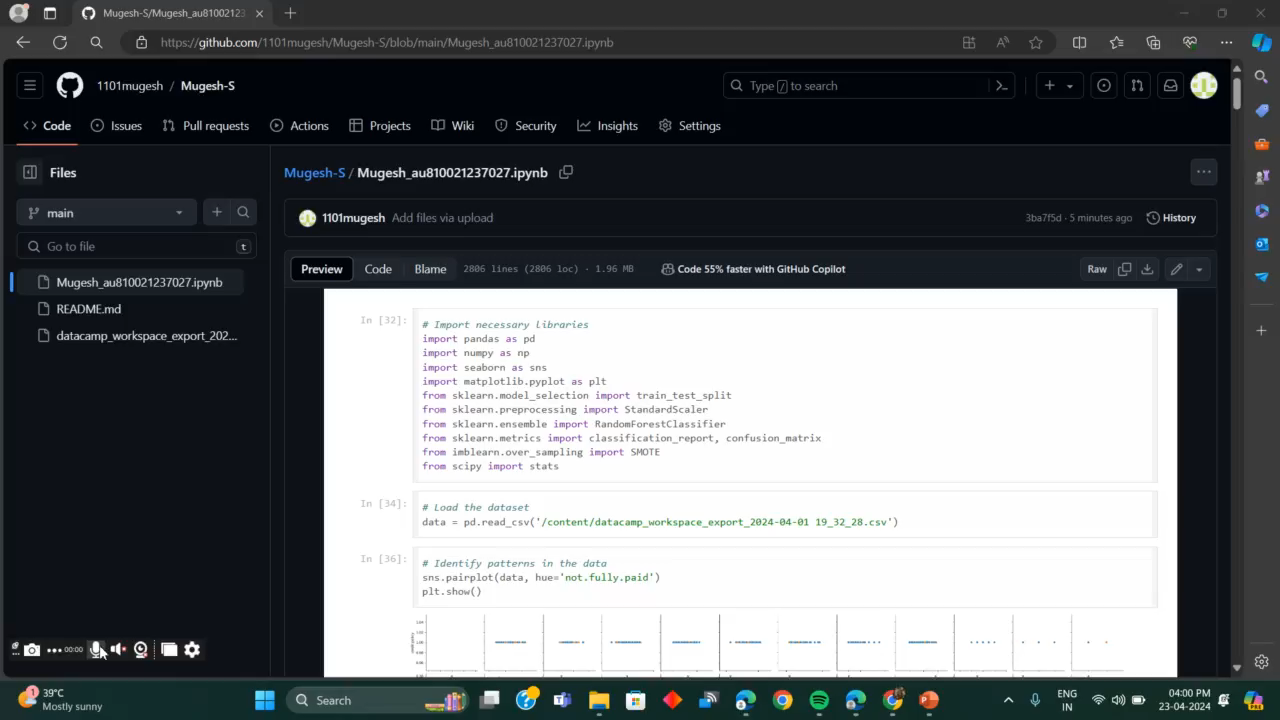 Mugesh-S/Mugesh_au810021237
https://github.com/1101mugesh/Mugesh-S/blob/main/Mugesh_au810021237027.ipynb
1101mugesh / Mugesh-S
Type / to search
Code Issues Pull requests Actions Projects Wiki Security Insights Settings
Files
main
Go to file t
Mugesh_au810021237027.ipynb
README.md
datacamp_workspace_export_202...
Mugesh-S / Mugesh_au810021237027.ipynb
1101mugesh Add files via upload
3ba7f5d · 5 minutes ago History
Preview Code Blame 2806 lines (2806 loc) · 1.96 MB Code 55% faster with GitHub Copilot Raw
In [32]:
# Import necessary libraries
import pandas as pd
import numpy as np
import seaborn as sns
import matplotlib.pyplot as plt
from sklearn.model_selection import train_test_split
from sklearn.preprocessing import StandardScaler
from sklearn.ensemble import RandomForestClassifier
from sklearn.metrics import classification_report, confusion_matrix
from imblearn.over_sampling import SMOTE
from scipy import stats
In [34]:
# Load the dataset
data = pd.read_csv('/content/datacamp_workspace_export_2024-04-01 19_32_28.csv')
In [36]:
# Identify patterns in the data
sns.pairplot(data, hue='not.fully.paid')
plt.show()
00:00
1
39°C
Mostly sunny
Search
ENG
IN
04:00 PM
23-04-2024